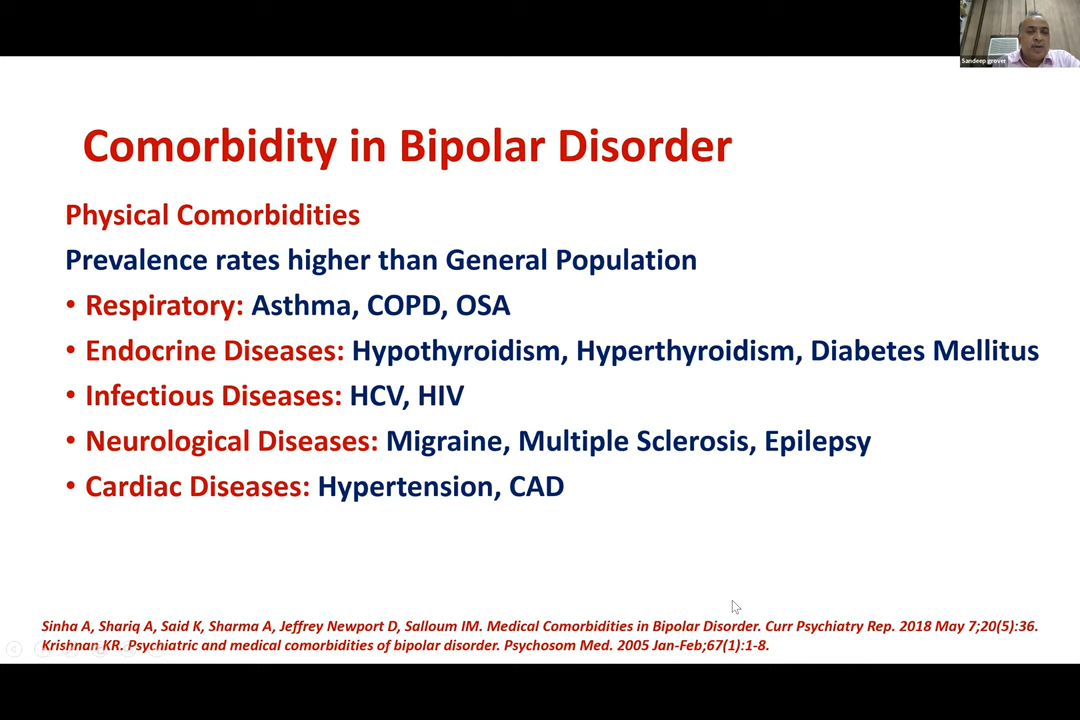 Sandeep grover
Comorbidity in Bipolar Disorder
Physical Comorbidities
Prevalence rates higher than General Population
• Respiratory: Asthma, COPD, OSA
• Endocrine Diseases: Hypothyroidism, Hyperthyroidism, Diabetes Mellitus
• Infectious Diseases: HCV, HIV
• Neurological Diseases: Migraine, Multiple Sclerosis, Epilepsy
• Cardiac Diseases: Hypertension, CAD
Sinha A, Shariq A, Said K, Sharma A, Jeffrey Newport D, Salloum IM. Medical Comorbidities in Bipolar Disorder. Curr Psychiatry Rep. 2018 May 7;20(5):36.
Krishnan KR. Psychiatric and medical comorbidities of bipolar disorder. Psychosom Med. 2005 Jan-Feb;67(1):1-8.